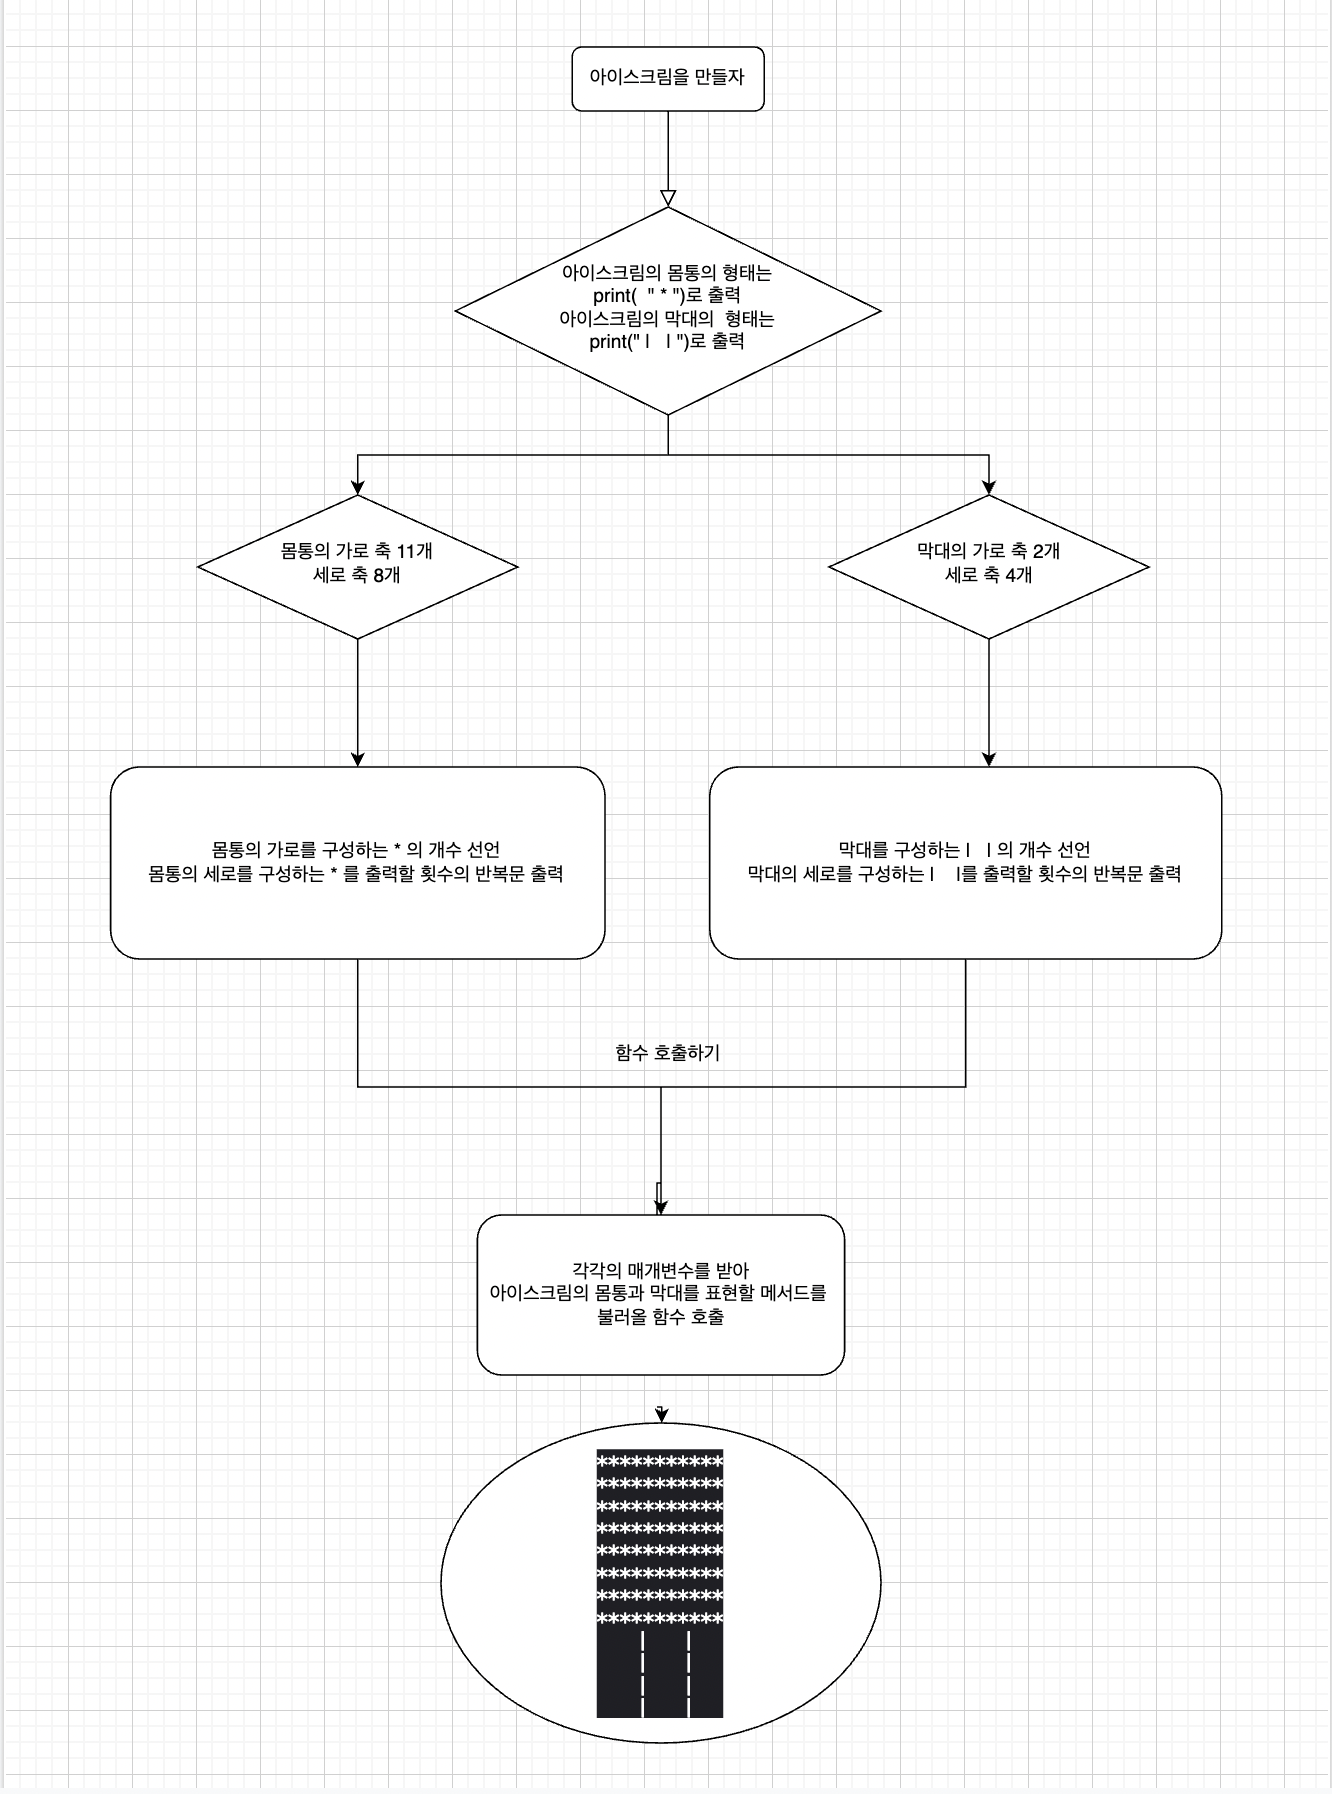 아이스크림을 만들자
아이스크림의 몸통의 형태는
print(  " * ")로 출력
아이스크림의 막대의  형태는
print(" l   l ")로 출력
몸통의 가로 축 11개
세로 축 8개
막대의 가로 축 2개
세로 축 4개
몸통의 가로를 구성하는 * 의 개수 선언
몸통의 세로를 구성하는 * 를 출력할 횟수의 반복문 출력
막대를 구성하는 l   l 의 개수 선언
막대의 세로를 구성하는 l    l를 출력할 횟수의 반복문 출력
함수 호출하기
각각의 매개변수를 받아
아이스크림의 몸통과 막대를 표현할 메서드를
불러올 함수 호출
***********
***********
***********
***********
***********
***********
***********
***********
    |   |
    |   |
    |   |
    |   |